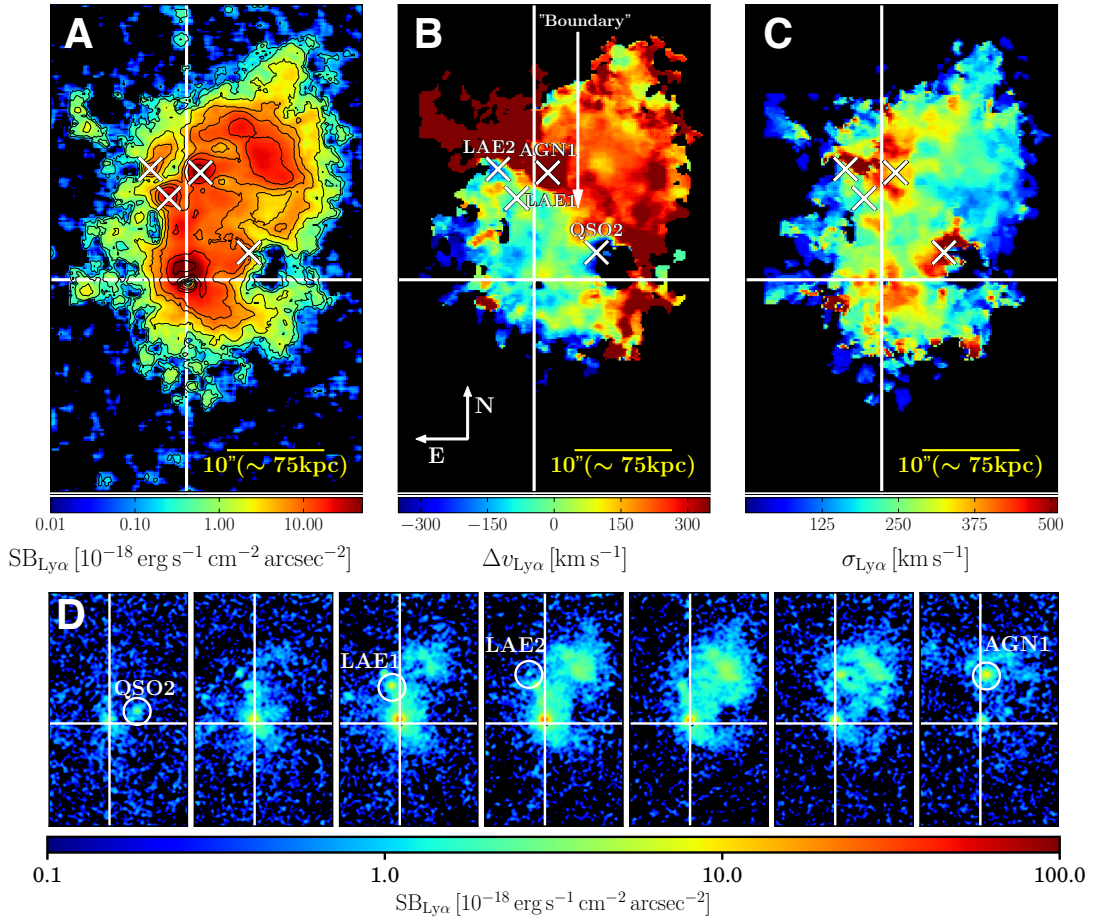 A
B
C
"Boundary"
LAE2
AGN1
LAE1
QSO2
N
E
10"(∼ 75kpc)
10"(∼ 75kpc)
10"(∼ 75kpc)
0.01 0.10 1.00 10.00
−300 −150 0 150 300
125 250 375 500
SB_Lyα [10⁻¹⁸ erg s⁻¹ cm⁻² arcsec⁻²]
Δv_Lyα [km s⁻¹]
σ_Lyα [km s⁻¹]
D
QSO2
LAE1
LAE2
AGN1
0.1 1.0 10.0 100.0
SB_Lyα [10⁻¹⁸ erg s⁻¹ cm⁻² arcsec⁻²]